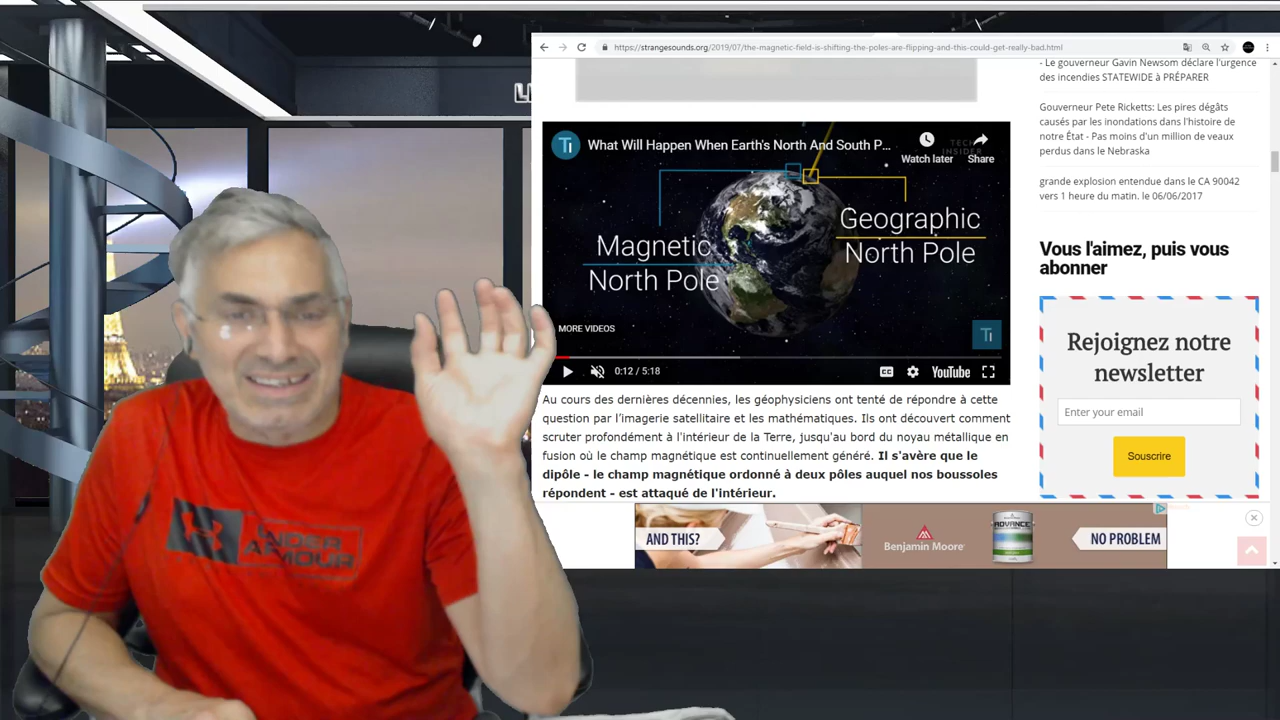 LI
UNDER
ARMOUR
https://strangesounds.org/2019/07/the-magnetic-field-is-shifting-the-poles-are-flipping-and-this-could-get-really-bad.html
What Will Happen When Earth's North And South P...
TECH
INSIDER
Watch later
Share
Magnetic
North Pole
Geographic
North Pole
MORE VIDEOS
0:12 / 5:18
CC
YouTube
Au cours des dernières décennies, les géophysiciens ont tenté de répondre à cette
question par l'imagerie satellitaire et les mathématiques. Ils ont découvert comment
scruter profondément à l'intérieur de la Terre, jusqu'au bord du noyau métallique en
fusion où le champ magnétique est continuellement généré. Il s'avère que le
dipôle - le champ magnétique ordonné à deux pôles auquel nos boussoles
répondent - est attaqué de l'intérieur.
- Le gouverneur Gavin Newsom déclare l'urgence
des incendies STATEWIDE à PRÉPARER
Gouverneur Pete Ricketts: Les pires dégâts
causés par les inondations dans l'histoire de
notre État - Pas moins d'un million de veaux
perdus dans le Nebraska
grande explosion entendue dans le CA 90042
vers 1 heure du matin. le 06/06/2017
Vous l'aimez, puis vous
abonner
Rejoignez notre
newsletter
Enter your email
Souscrire
AND THIS?
Benjamin Moore
ADVANCE
NO PROBLEM